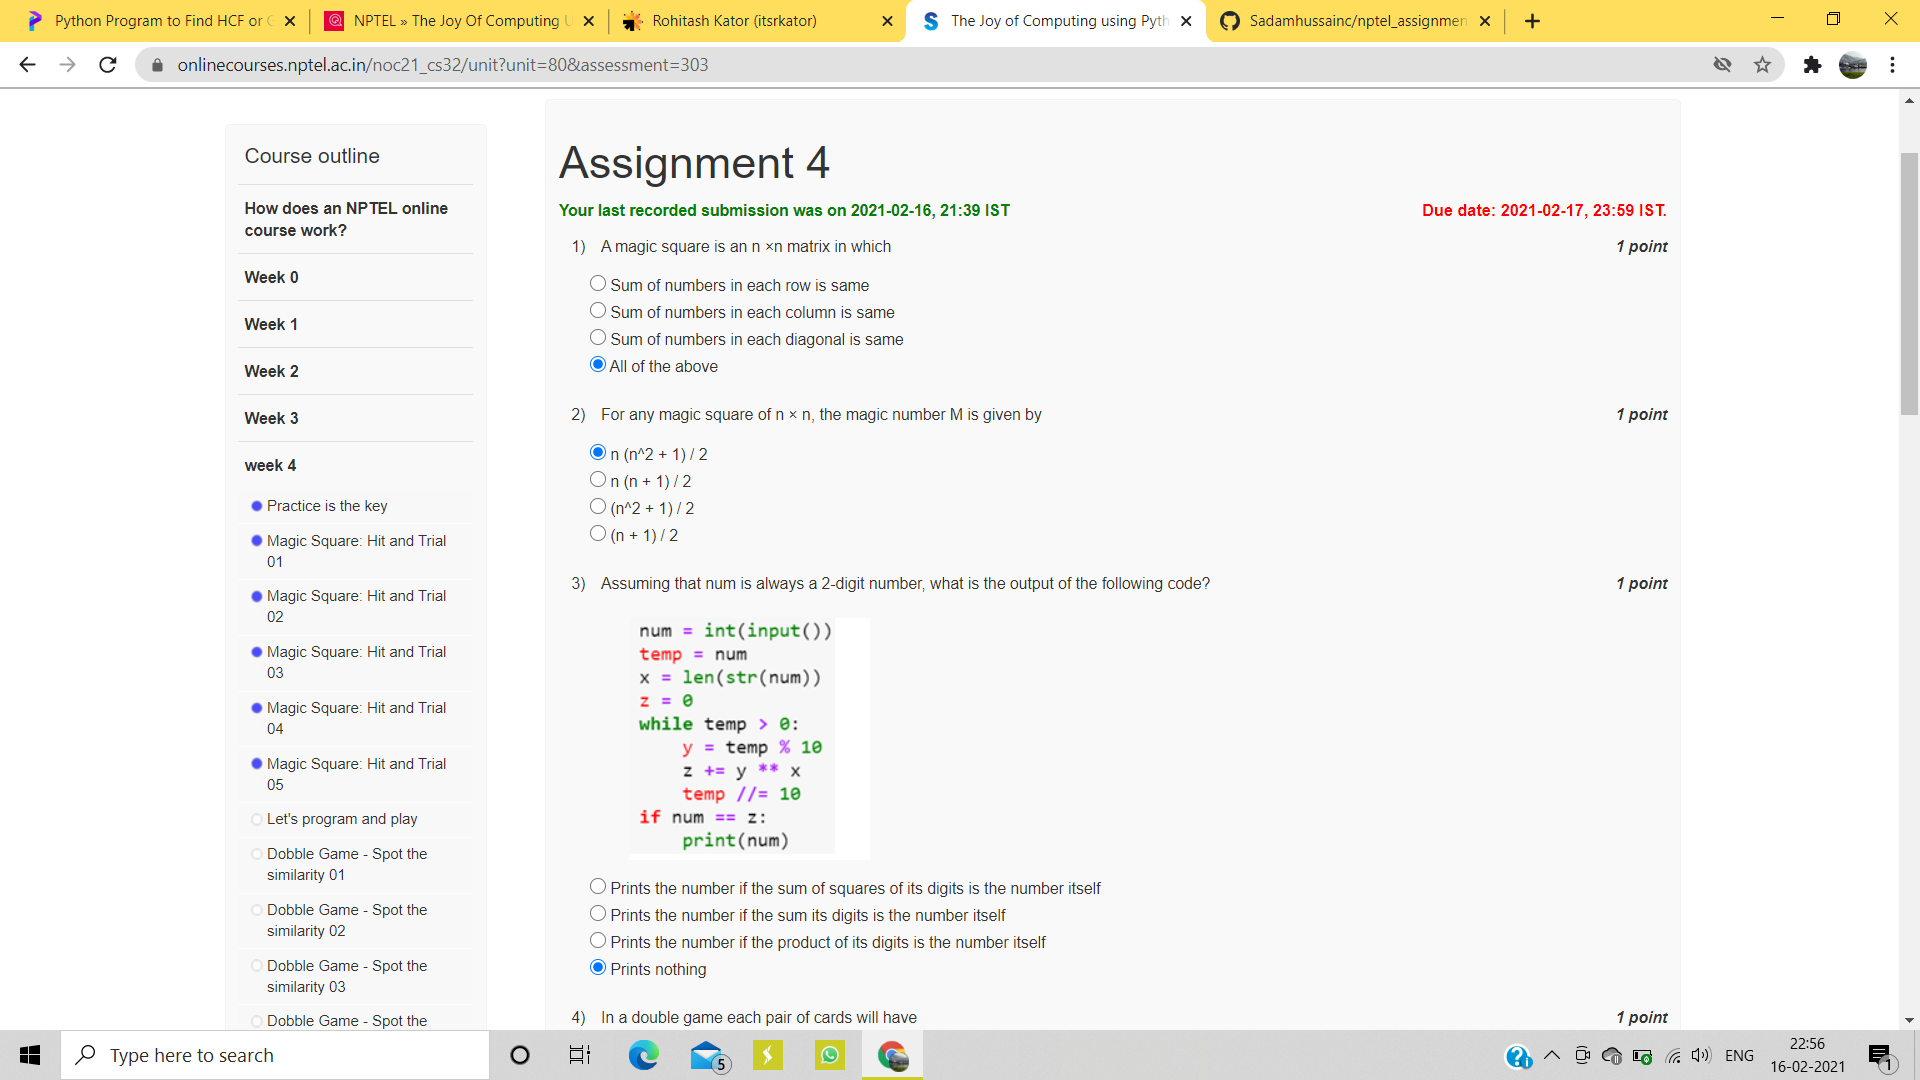 Python Program to Find HCF or G
NPTEL » The Joy Of Computing U
Rohitash Kator (itsrkator)
The Joy of Computing using Pyth
Sadamhussainc/nptel_assignmen
onlinecourses.nptel.ac.in/noc21_cs32/unit?unit=80&assessment=303
Course outline
How does an NPTEL online
course work?
Week 0
Week 1
Week 2
Week 3
week 4
Practice is the key
Magic Square: Hit and Trial
01
Magic Square: Hit and Trial
02
Magic Square: Hit and Trial
03
Magic Square: Hit and Trial
04
Magic Square: Hit and Trial
05
Let's program and play
Dobble Game - Spot the
similarity 01
Dobble Game - Spot the
similarity 02
Dobble Game - Spot the
similarity 03
Dobble Game - Spot the
Assignment 4
Your last recorded submission was on 2021-02-16, 21:39 IST
Due date: 2021-02-17, 23:59 IST.
1) A magic square is an n ×n matrix in which
1 point
Sum of numbers in each row is same
Sum of numbers in each column is same
Sum of numbers in each diagonal is same
All of the above
2) For any magic square of n × n, the magic number M is given by
1 point
n (n^2 + 1) / 2
n (n + 1) / 2
(n^2 + 1) / 2
(n + 1) / 2
3) Assuming that num is always a 2-digit number, what is the output of the following code?
1 point
num = int(input())
temp = num
x = len(str(num))
z = 0
while temp > 0:
y = temp % 10
z += y ** x
temp //= 10
if num == z:
print(num)
Prints the number if the sum of squares of its digits is the number itself
Prints the number if the sum its digits is the number itself
Prints the number if the product of its digits is the number itself
Prints nothing
4) In a double game each pair of cards will have
1 point
Type here to search
5
ENG
22:56
16-02-2021
1